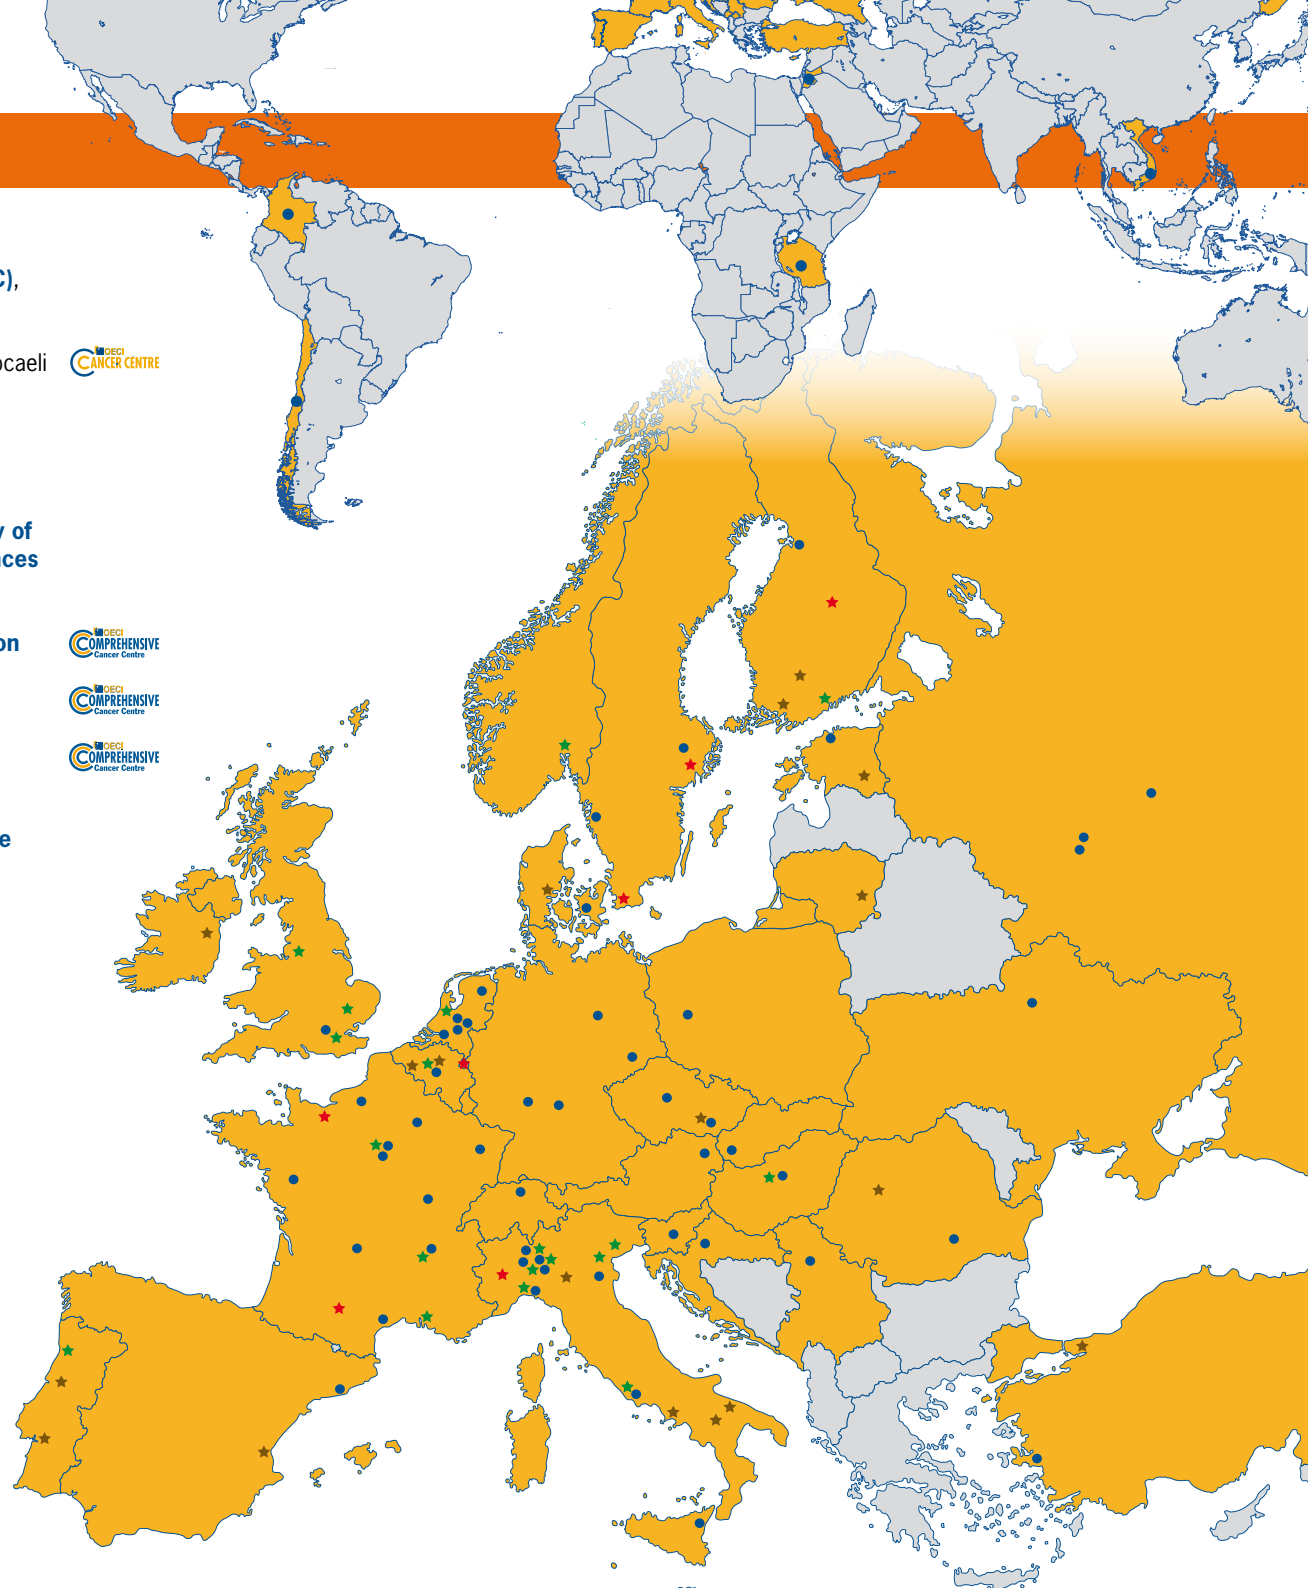 C),
ocaeli
OECI
CANCER CENTRE
y of
nces
on
OECI
COMPREHENSIVE
Cancer Centre
OECI
COMPREHENSIVE
Cancer Centre
OECI
COMPREHENSIVE
Cancer Centre
e